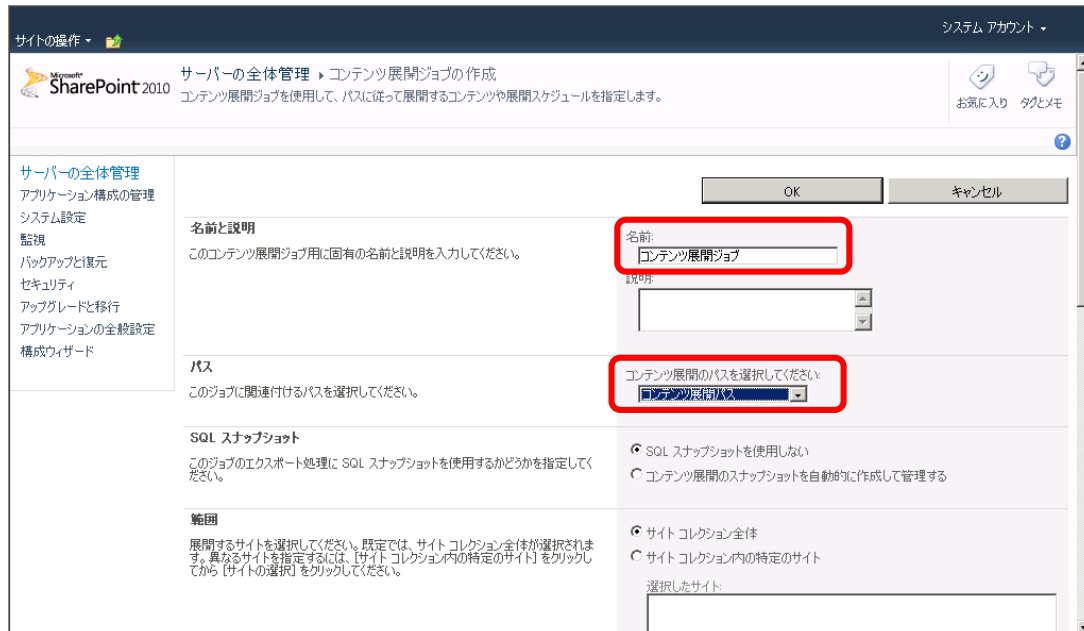 システム アカウント
サイトの操作
Microsoft
SharePoint 2010
サーバーの全体管理 ▸ コンテンツ展開ジョブの作成
コンテンツ展開ジョブを使用して、パスに従って展開するコンテンツや展開スケジュールを指定します。
お気に入り タグとメモ
サーバーの全体管理
アプリケーション構成の管理
システム設定
監視
バックアップと復元
セキュリティ
アップグレードと移行
アプリケーションの全般設定
構成ウィザード
OK キャンセル
名前と説明
このコンテンツ展開ジョブ用に固有の名前と説明を入力してください。
名前:
コンテンツ展開ジョブ
説明:
パス
このジョブに関連付けるパスを選択してください。
コンテンツ展開のパスを選択してください:
コンテンツ展開パス
SQL スナップショット
このジョブのエクスポート処理に SQL スナップショットを使用するかどうかを指定してく
ださい。
SQL スナップショットを使用しない
コンテンツ展開のスナップショットを自動的に作成して管理する
範囲
展開するサイトを選択してください。既定では、サイト コレクション全体が選択されま
す。異なるサイトを指定するには、[サイト コレクション内の特定のサイト] をクリックし
てから [サイトの選択] をクリックしてください。
サイト コレクション全体
サイト コレクション内の特定のサイト
選択したサイト: